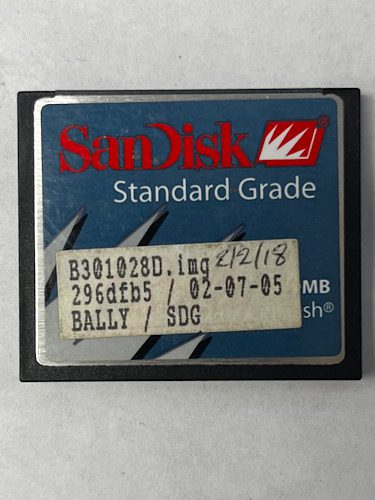 SanDisk®
Standard Grade
B301028D.img 2/2/18
296dfb5 / 02-07-05
BALLY / SDG
MB
sh®